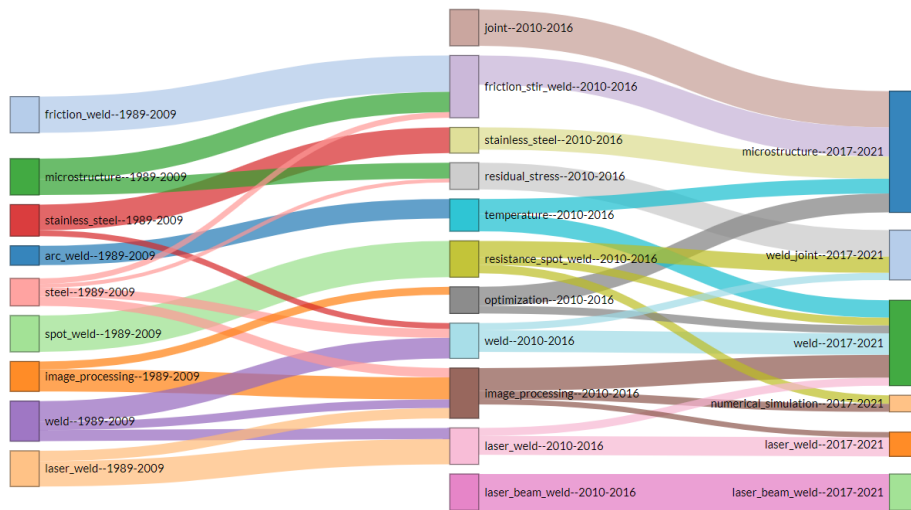 friction_weld--1989-2009
microstructure--1989-2009
stainless_steel--1989-2009
arc_weld--1989-2009
steel--1989-2009
spot_weld--1989-2009
image_processing--1989-2009
weld--1989-2009
laser_weld--1989-2009
joint--2010-2016
friction_stir_weld--2010-2016
stainless_steel--2010-2016
residual_stress--2010-2016
temperature--2010-2016
resistance_spot_weld--2010-2016
optimization--2010-2016
weld--2010-2016
image_processing--2010-2016
laser_weld--2010-2016
laser_beam_weld--2010-2016
microstructure--2017-2021
weld_joint--2017-2021
weld--2017-2021
numerical_simulation--2017-2021
laser_weld--2017-2021
laser_beam_weld--2017-2021